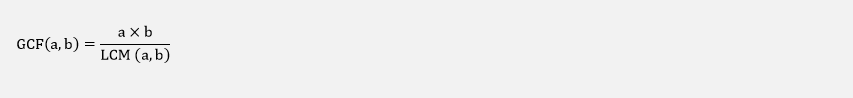 GCF(a, b) = a × b / LCM (a, b)